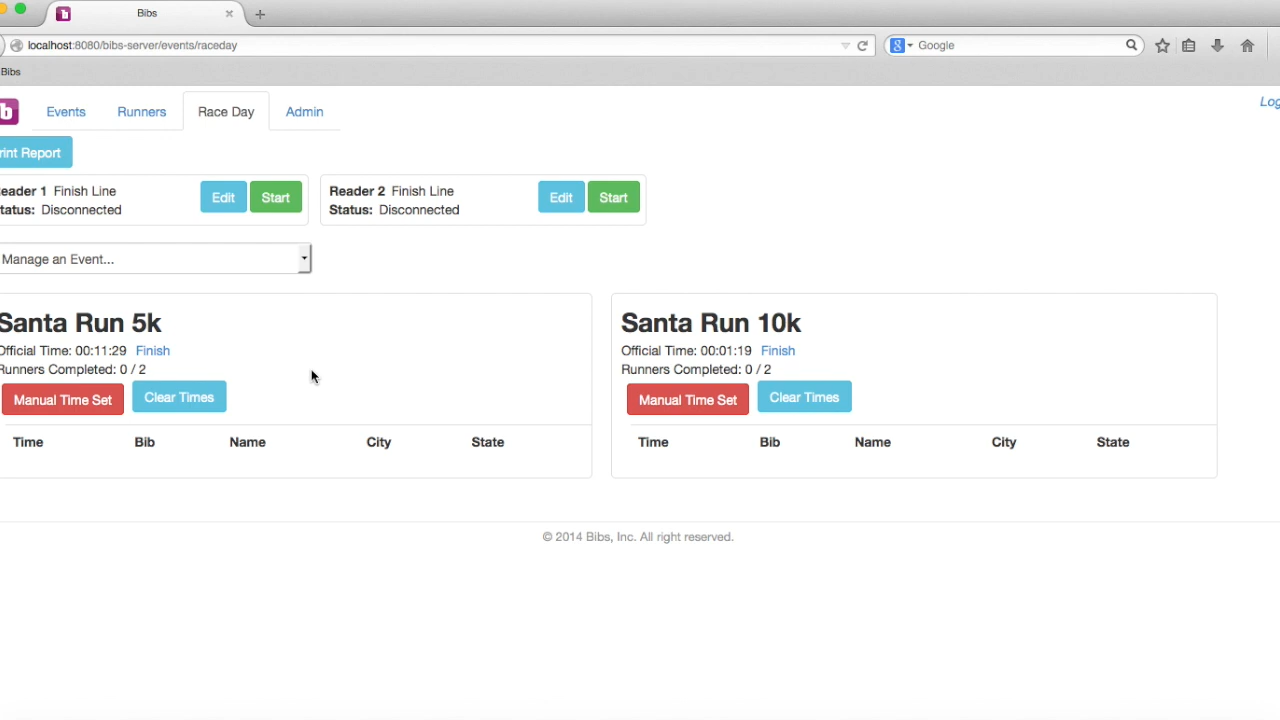 Bibs
localhost:8080/bibs-server/events/raceday
Google
Bibs
b Events Runners Race Day Admin Log
rint Report
eader 1 Finish Line Edit Start
tatus: Disconnected
Reader 2 Finish Line Edit Start
Status: Disconnected
Manage an Event...
Santa Run 5k
Official Time: 00:11:29 Finish
Runners Completed: 0 / 2
Manual Time Set Clear Times
Time Bib Name City State
Santa Run 10k
Official Time: 00:01:19 Finish
Runners Completed: 0 / 2
Manual Time Set Clear Times
Time Bib Name City State
© 2014 Bibs, Inc. All right reserved.